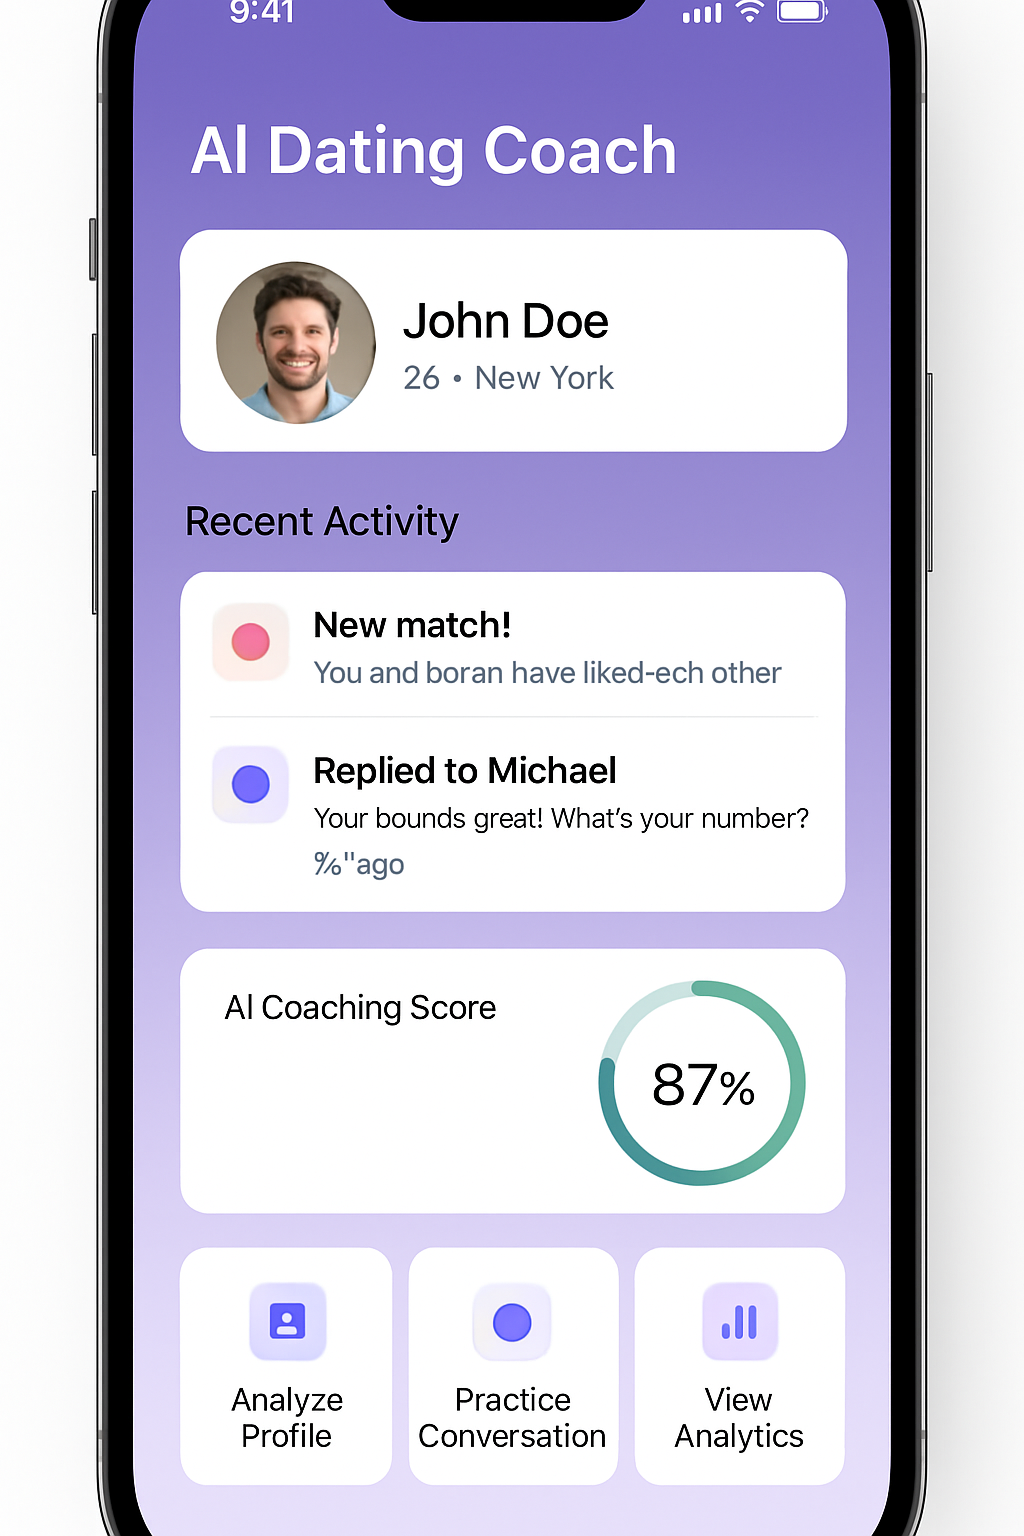 9:41
AI Dating Coach
John Doe
26 • New York
Recent Activity
New match!
You and boran have liked-ech other
Replied to Michael
Your bounds great! What's your number?
%"ago
AI Coaching Score
87%
Analyze
Profile
Practice
Conversation
View
Analytics